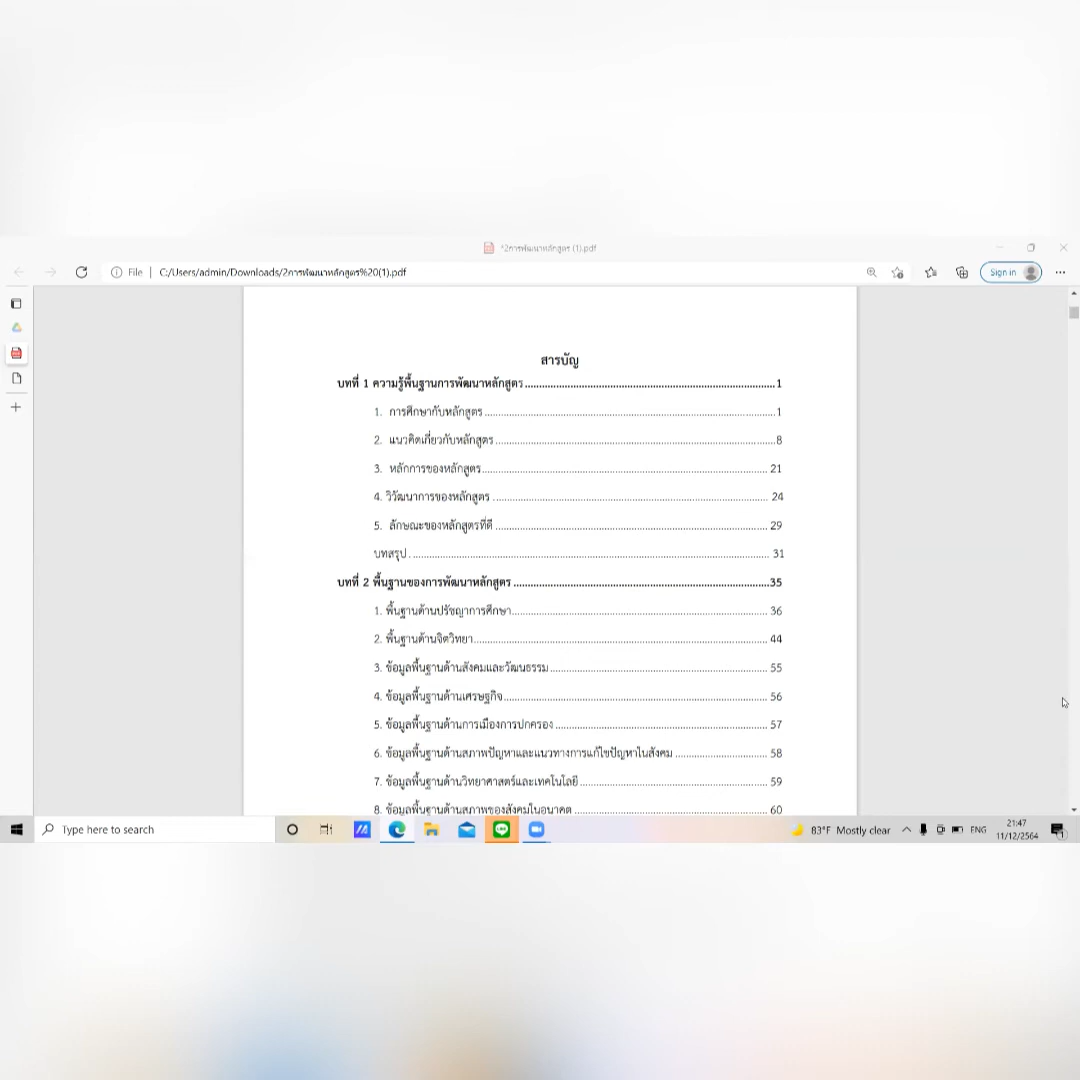 *2การพัฒนาหลักสูตร (1).pdf
File | C:/Users/admin/Downloads/2การพัฒนาหลักสูตร%20(1).pdf
Sign in
สารบัญ
บทที่ 1 ความรู้พื้นฐานการพัฒนาหลักสูตร 1
1. การศึกษากับหลักสูตร 1
2. แนวคิดเกี่ยวกับหลักสูตร 8
3. หลักการของหลักสูตร 21
4. วิวัฒนาการของหลักสูตร 24
5. ลักษณะของหลักสูตรที่ดี 29
บทสรุป 31
บทที่ 2 พื้นฐานของการพัฒนาหลักสูตร 35
1. พื้นฐานด้านปรัชญาการศึกษา 36
2. พื้นฐานด้านจิตวิทยา 44
3. ข้อมูลพื้นฐานด้านสังคมและวัฒนธรรม 55
4. ข้อมูลพื้นฐานด้านเศรษฐกิจ 56
5. ข้อมูลพื้นฐานด้านการเมืองการปกครอง 57
6. ข้อมูลพื้นฐานด้านสภาพปัญหาและแนวทางการแก้ไขปัญหาในสังคม 58
7. ข้อมูลพื้นฐานด้านวิทยาศาสตร์และเทคโนโลยี 59
8. ข้อมูลพื้นฐานด้านสภาพของสังคมในอนาคต 60
Type here to search
83°F Mostly clear
ENG
21:47
11/12/2564
1